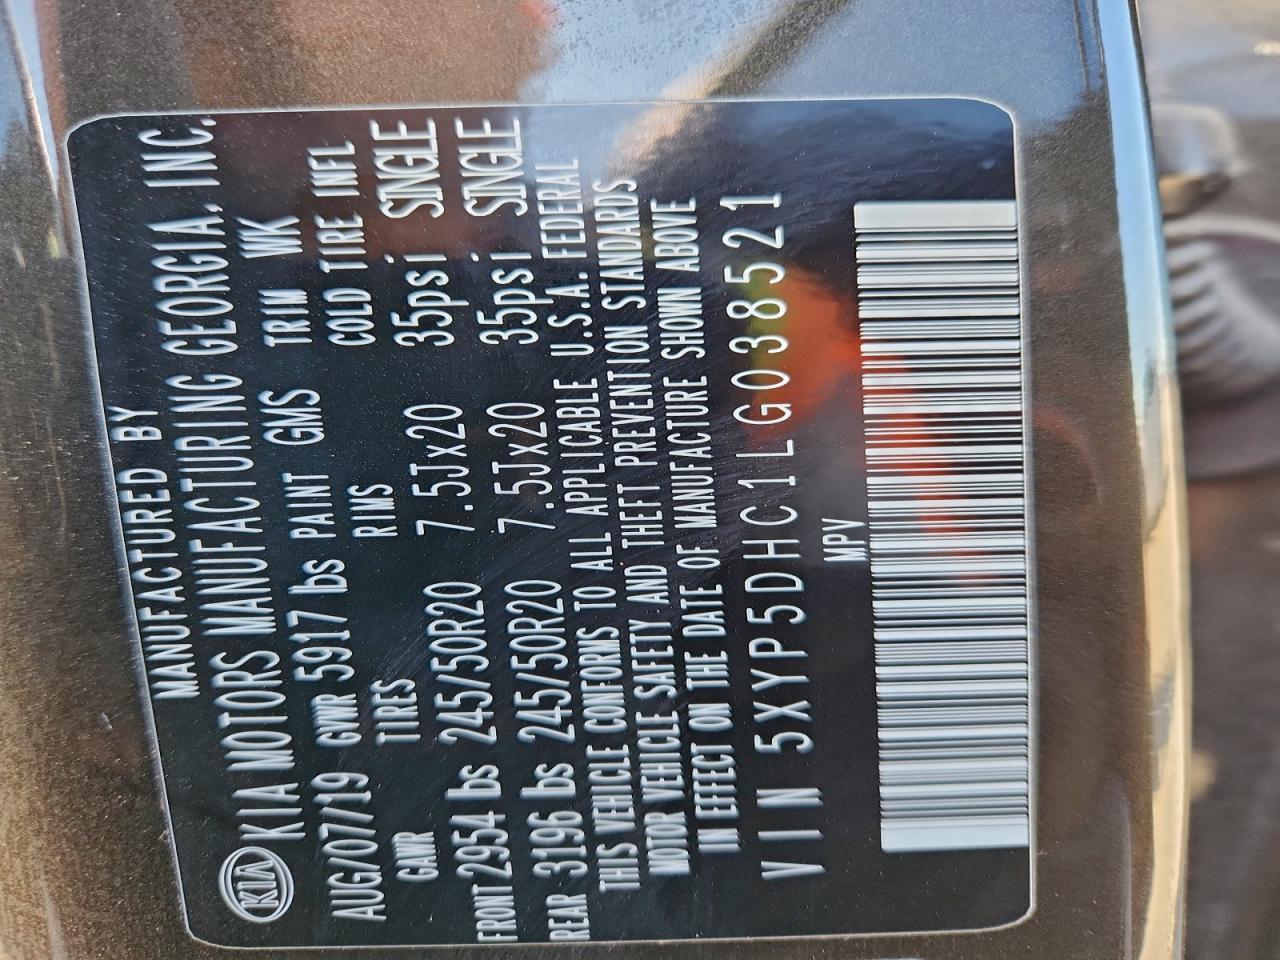 MANUFACTURED BY
KIA KIA MOTORS MANUFACTURING GEORGIA, INC.
AUG/07/19 GVWR 5917 lbs PAINT GMS TRIM WK
GAWR TIRES RIMS COLD TIRE INFL
FRONT 2954 lbs 245/50R20 7.5Jx20 35psi SINGLE
REAR 3196 lbs 245/50R20 7.5Jx20 35psi SINGLE
THIS VEHICLE CONFORMS TO ALL APPLICABLE U.S.A. FEDERAL
MOTOR VEHICLE SAFETY AND THEFT PREVENTION STANDARDS
IN EFFECT ON THE DATE OF MANUFACTURE SHOWN ABOVE
VIN 5XYP5DHC1LG038521
MPV